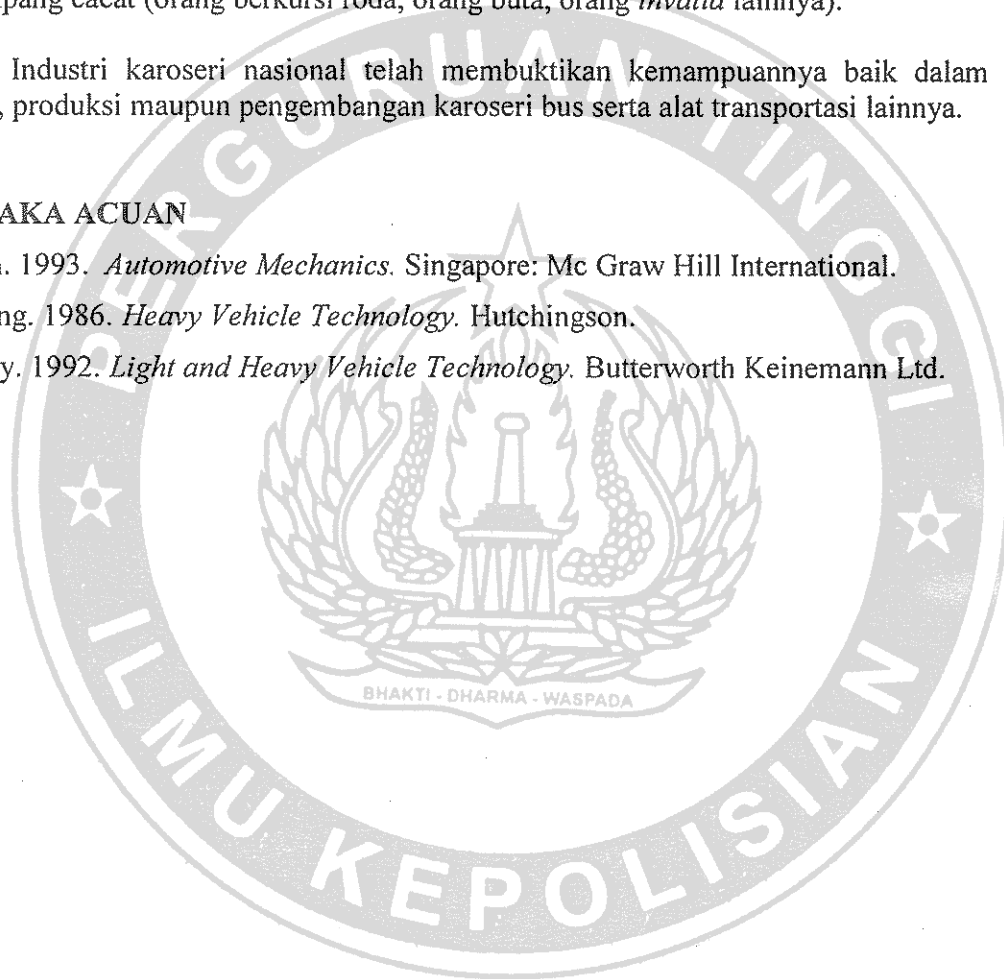 pang cacat (orang berkursi roda, orang buta, orang invalid lainnya).
Industri karoseri nasional telah membuktikan kemampuannya baik dalam
, produksi maupun pengembangan karoseri bus serta alat transportasi lainnya.
AKA ACUAN
. 1993. Automotive Mechanics. Singapore: Mc Graw Hill International.
ng. 1986. Heavy Vehicle Technology. Hutchingson.
y. 1992. Light and Heavy Vehicle Technology. Butterworth Keinemann Ltd.
PERGURUAN TINGGI
BHAKTI - DHARMA - WASPADA
ILMU KEPOLISIAN